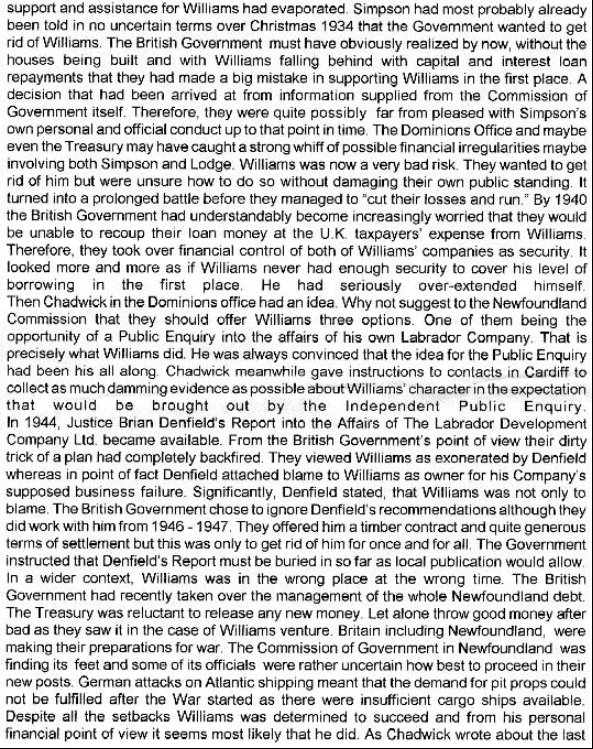 support and assistance for Williams had evaporated. Simpson had most probably already
been told in no uncertain terms over Christmas 1934 that the Government wanted to get
rid of Williams. The British Government must have obviously realized by now, without the
houses being built and with Williams falling behind with capital and interest loan
repayments that they had made a big mistake in supporting Williams in the first place. A
decision that had been arrived at from information supplied from the Commission of
Government itself. Therefore, they were quite possibly far from pleased with Simpson's
own personal and official conduct up to that point in time. The Dominions Office and maybe
even the Treasury may have caught a strong whiff of possible financial irregularities maybe
involving both Simpson and Lodge. Williams was now a very bad risk. They wanted to get
rid of him but were unsure how to do so without damaging their own public standing. It
turned into a prolonged battle before they managed to "cut their losses and run." By 1940
the British Government had understandably become increasingly worried that they would
be unable to recoup their loan money at the U.K. taxpayers' expense from Williams.
Therefore, they took over financial control of both of Williams' companies as security. It
looked more and more as if Williams never had enough security to cover his level of
borrowing in the first place. He had seriously over-extended himself.
Then Chadwick in the Dominions office had an idea. Why not suggest to the Newfoundland
Commission that they should offer Williams three options. One of them being the
opportunity of a Public Enquiry into the affairs of his own Labrador Company. That is
precisely what Williams did. He was always convinced that the idea for the Public Enquiry
had been his all along. Chadwick meanwhile gave instructions to contacts in Cardiff to
collect as much damming evidence as possible about Williams' character in the expectation
that would be brought out by the Independent Public Enquiry.
In 1944, Justice Brian Denfield's Report into the Affairs of The Labrador Development
Company Ltd. became available. From the British Government's point of view their dirty
trick of a plan had completely backfired. They viewed Williams as exonerated by Denfield
whereas in point of fact Denfield attached blame to Williams as owner for his Company's
supposed business failure. Significantly, Denfield stated, that Williams was not only to
blame. The British Government chose to ignore Denfield's recommendations although they
did work with him from 1946 - 1947. They offered him a timber contract and quite generous
terms of settlement but this was only to get rid of him for once and for all. The Government
instructed that Denfield's Report must be buried in so far as local publication would allow.
In a wider context, Williams was in the wrong place at the wrong time. The British
Government had recently taken over the management of the whole Newfoundland debt.
The Treasury was reluctant to release any new money. Let alone throw good money after
bad as they saw it in the case of Williams venture. Britain including Newfoundland, were
making their preparations for war. The Commission of Government in Newfoundland was
finding its feet and some of its officials were rather uncertain how best to proceed in their
new posts. German attacks on Atlantic shipping meant that the demand for pit props could
not be fulfilled after the War started as there were insufficient cargo ships available.
Despite all the setbacks Williams was determined to succeed and from his personal
financial point of view it seems most likely that he did. As Chadwick wrote about the last